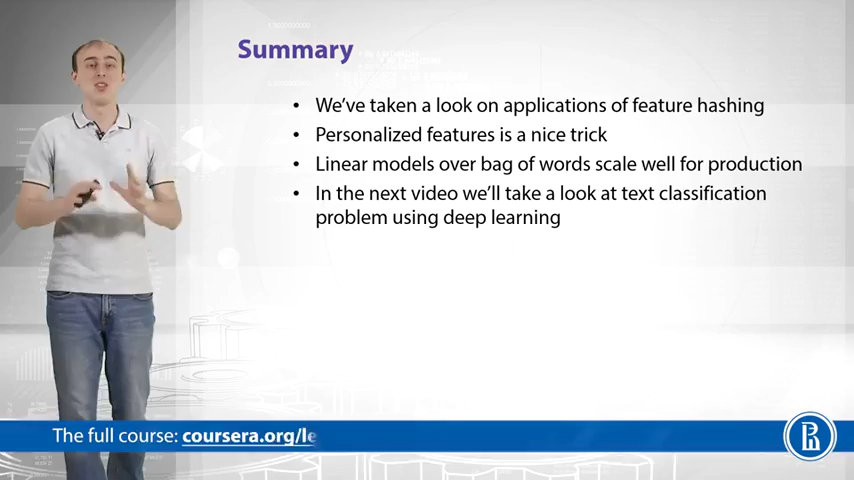 Summary
• We've taken a look on applications of feature hashing
• Personalized features is a nice trick
• Linear models over bag of words scale well for production
• In the next video we'll take a look at text classification
problem using deep learning
The full course: coursera.org/le